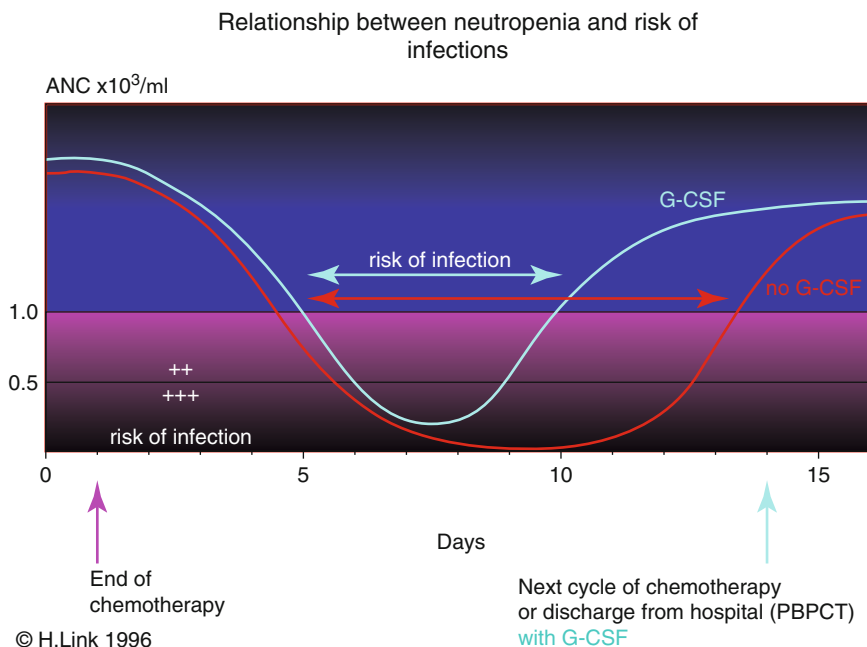 Relationship between neutropenia and risk of
infections
ANC x10³/ml
G-CSF
risk of infection
no G-CSF
1.0
++
0.5
+++
risk of infection
0
5
10
15
Days
End of
chemotherapy
Next cycle of chemotherapy
or discharge from hospital (PBPCT)
with G-CSF
© H.Link 1996